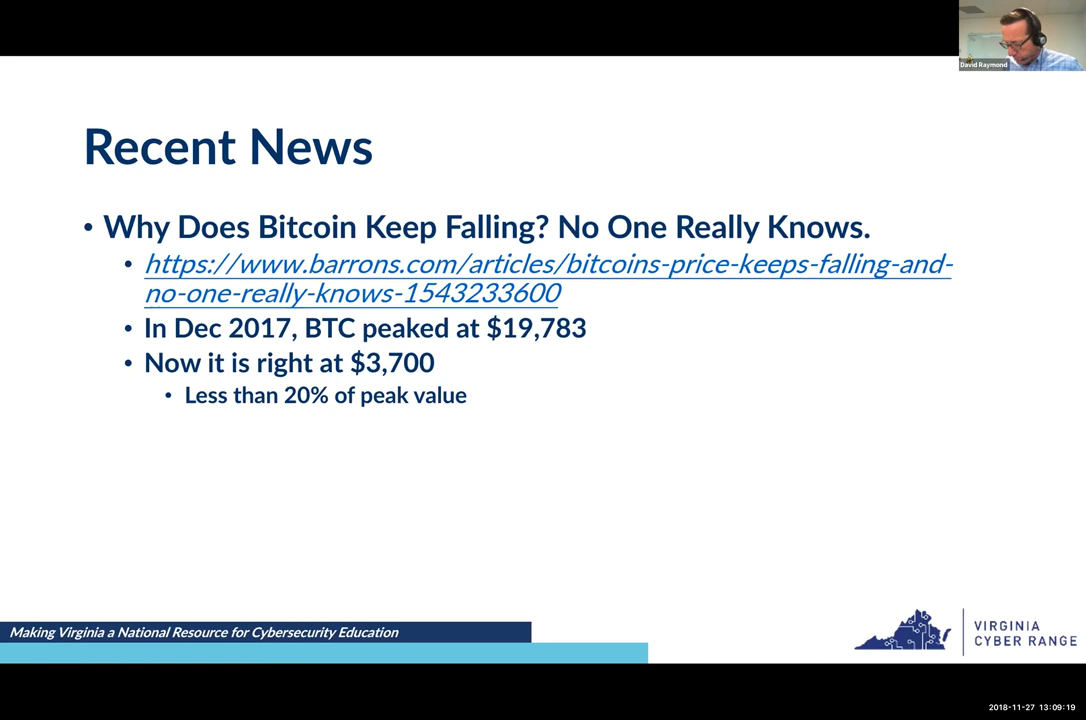 David Raymond
Recent News
• Why Does Bitcoin Keep Falling? No One Really Knows.
• https://www.barrons.com/articles/bitcoins-price-keeps-falling-and-
no-one-really-knows-1543233600
• In Dec 2017, BTC peaked at $19,783
• Now it is right at $3,700
• Less than 20% of peak value
Making Virginia a National Resource for Cybersecurity Education
VIRGINIA
CYBER RANGE
2018-11-27 13:09:19